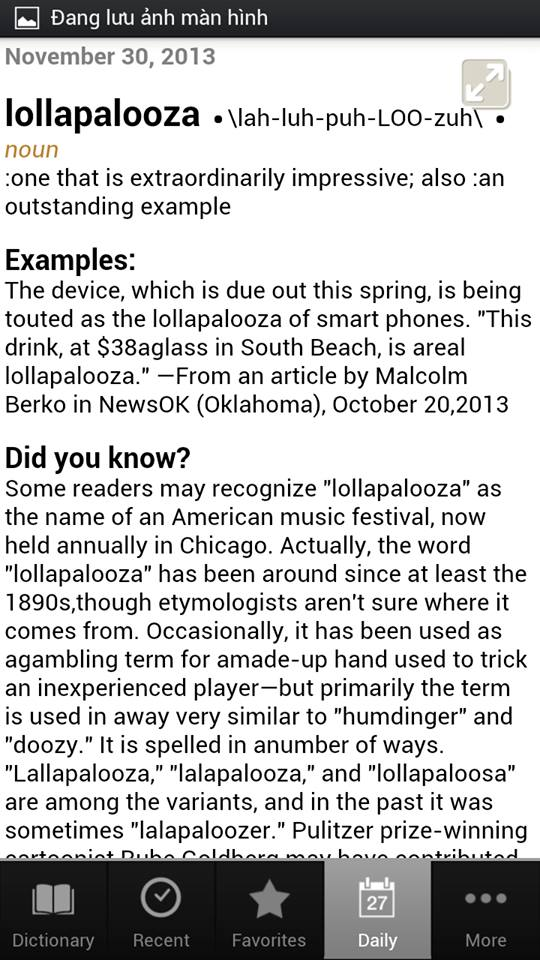 Đang lưu ảnh màn hình
November 30, 2013
lollapalooza • \lah-luh-puh-LOO-zuh\ •
noun
:one that is extraordinarily impressive; also :an
outstanding example
Examples:
The device, which is due out this spring, is being
touted as the lollapalooza of smart phones. "This
drink, at $38aglass in South Beach, is areal
lollapalooza." —From an article by Malcolm
Berko in NewsOK (Oklahoma), October 20,2013
Did you know?
Some readers may recognize "lollapalooza" as
the name of an American music festival, now
held annually in Chicago. Actually, the word
"lollapalooza" has been around since at least the
1890s,though etymologists aren't sure where it
comes from. Occasionally, it has been used as
agambling term for amade-up hand used to trick
an inexperienced player—but primarily the term
is used in away very similar to "humdinger" and
"doozy." It is spelled in anumber of ways.
"Lallapalooza," "lalapalooza," and "lollapaloosa"
are among the variants, and in the past it was
sometimes "lalapaloozer." Pulitzer prize-winning
cartoonist Rube Goldberg may have contributed
27
Dictionary Recent Favorites Daily More